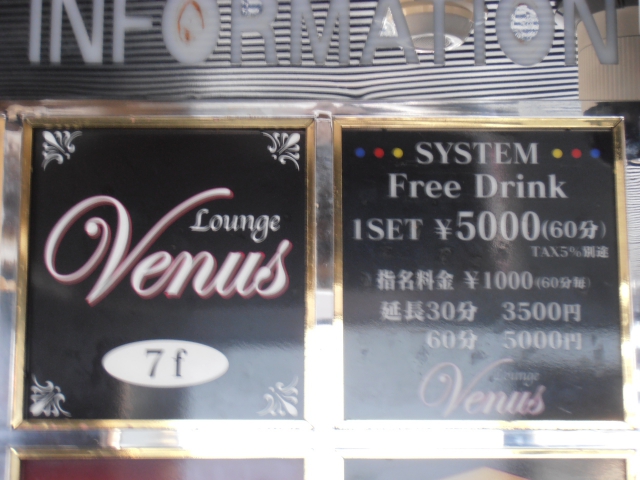 INFORMATION
Lounge
Venus
7f
SYSTEM
Free Drink
1SET ¥5000(60分)
TAX5%別途
指名料金 ¥1000(60分毎)
延長30分 3500円
60分 5000円
Lounge
Venus